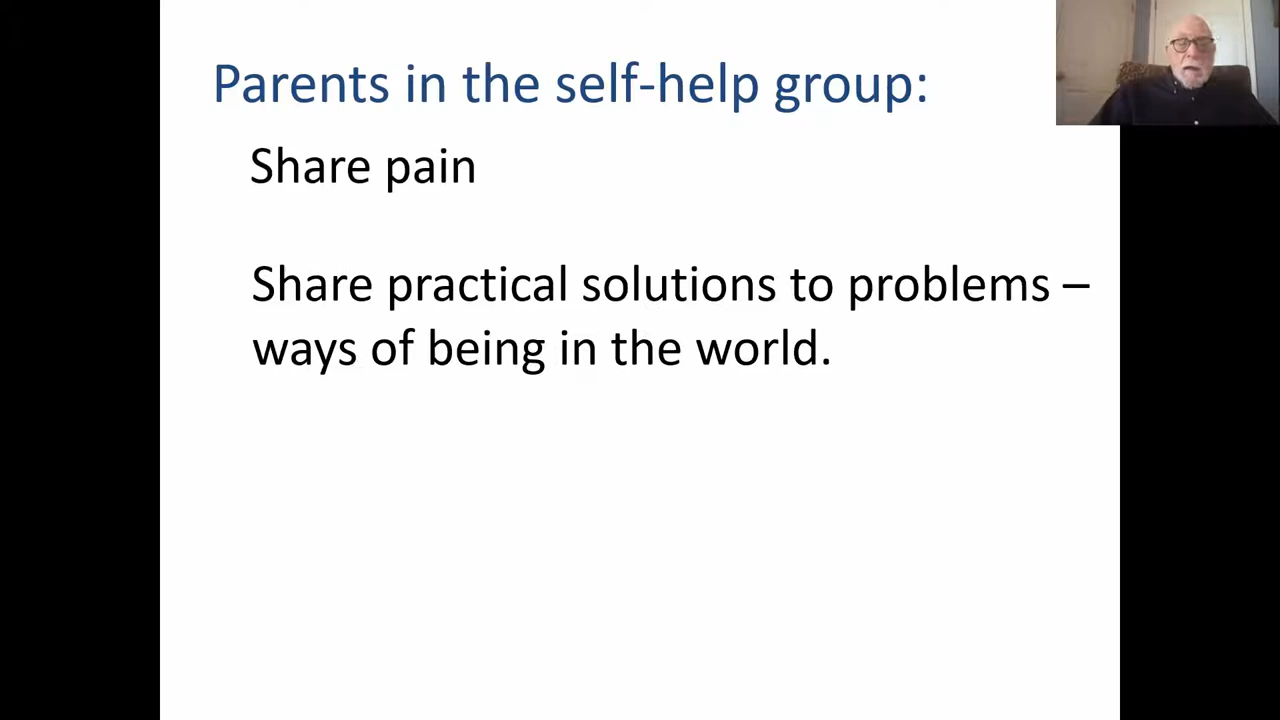 Parents in the self-help group:
Share pain
Share practical solutions to problems –
ways of being in the world.